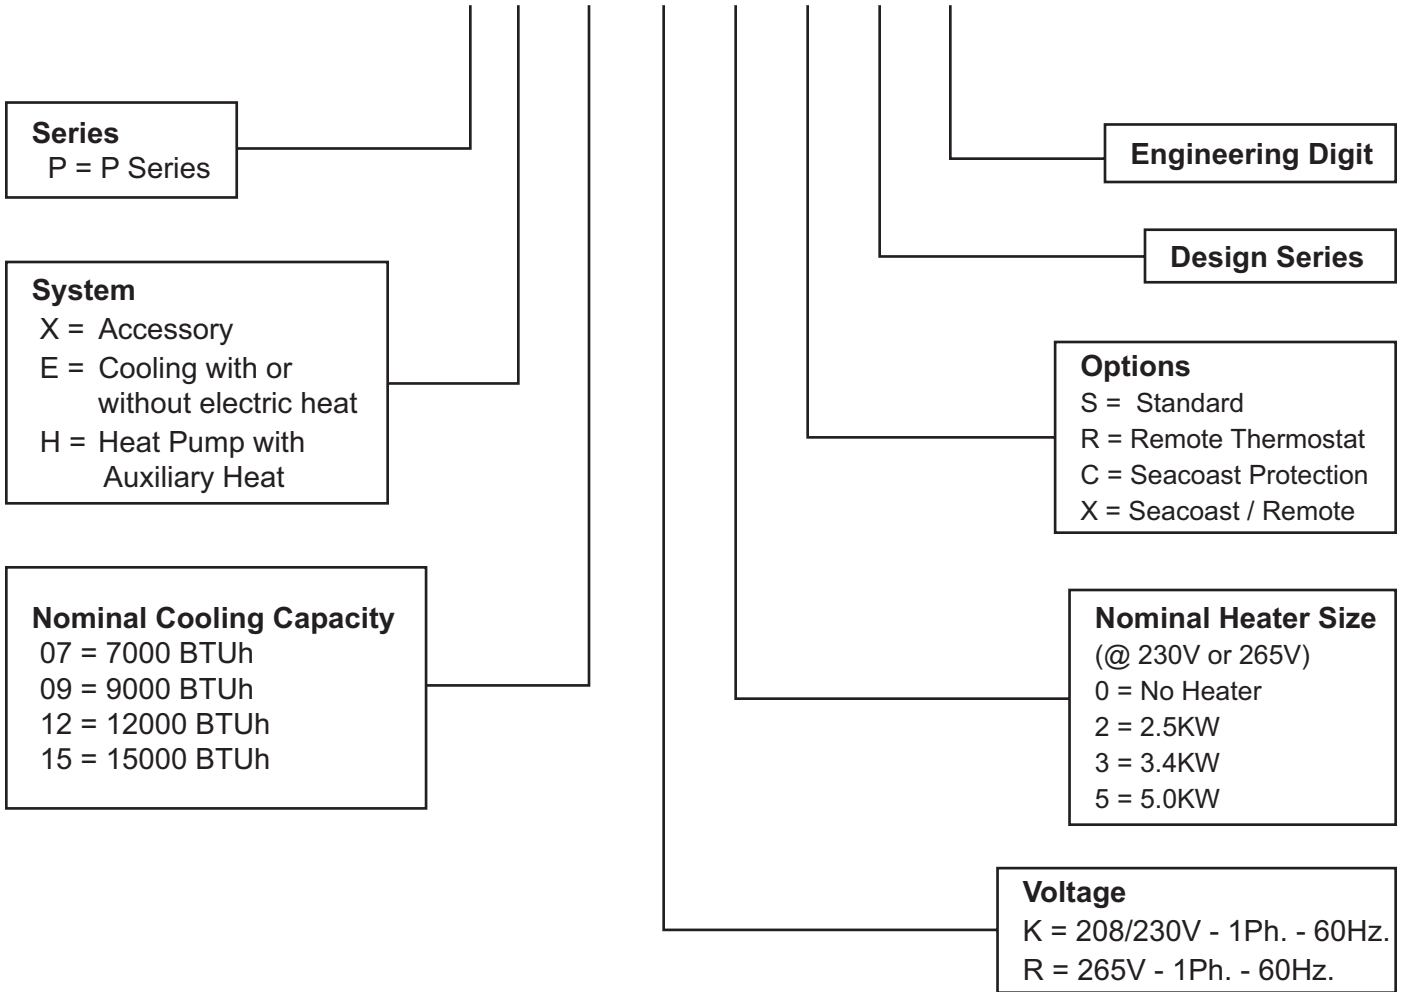 Series
P = P Series
System
X = Accessory
E = Cooling with or
without electric heat
H = Heat Pump with
Auxiliary Heat
Nominal Cooling Capacity
07 = 7000 BTUh
09 = 9000 BTUh
12 = 12000 BTUh
15 = 15000 BTUh
Engineering Digit
Design Series
Options
S = Standard
R = Remote Thermostat
C = Seacoast Protection
X = Seacoast / Remote
Nominal Heater Size
(@ 230V or 265V)
0 = No Heater
2 = 2.5KW
3 = 3.4KW
5 = 5.0KW
Voltage
K = 208/230V - 1Ph. - 60Hz.
R = 265V - 1Ph. - 60Hz.